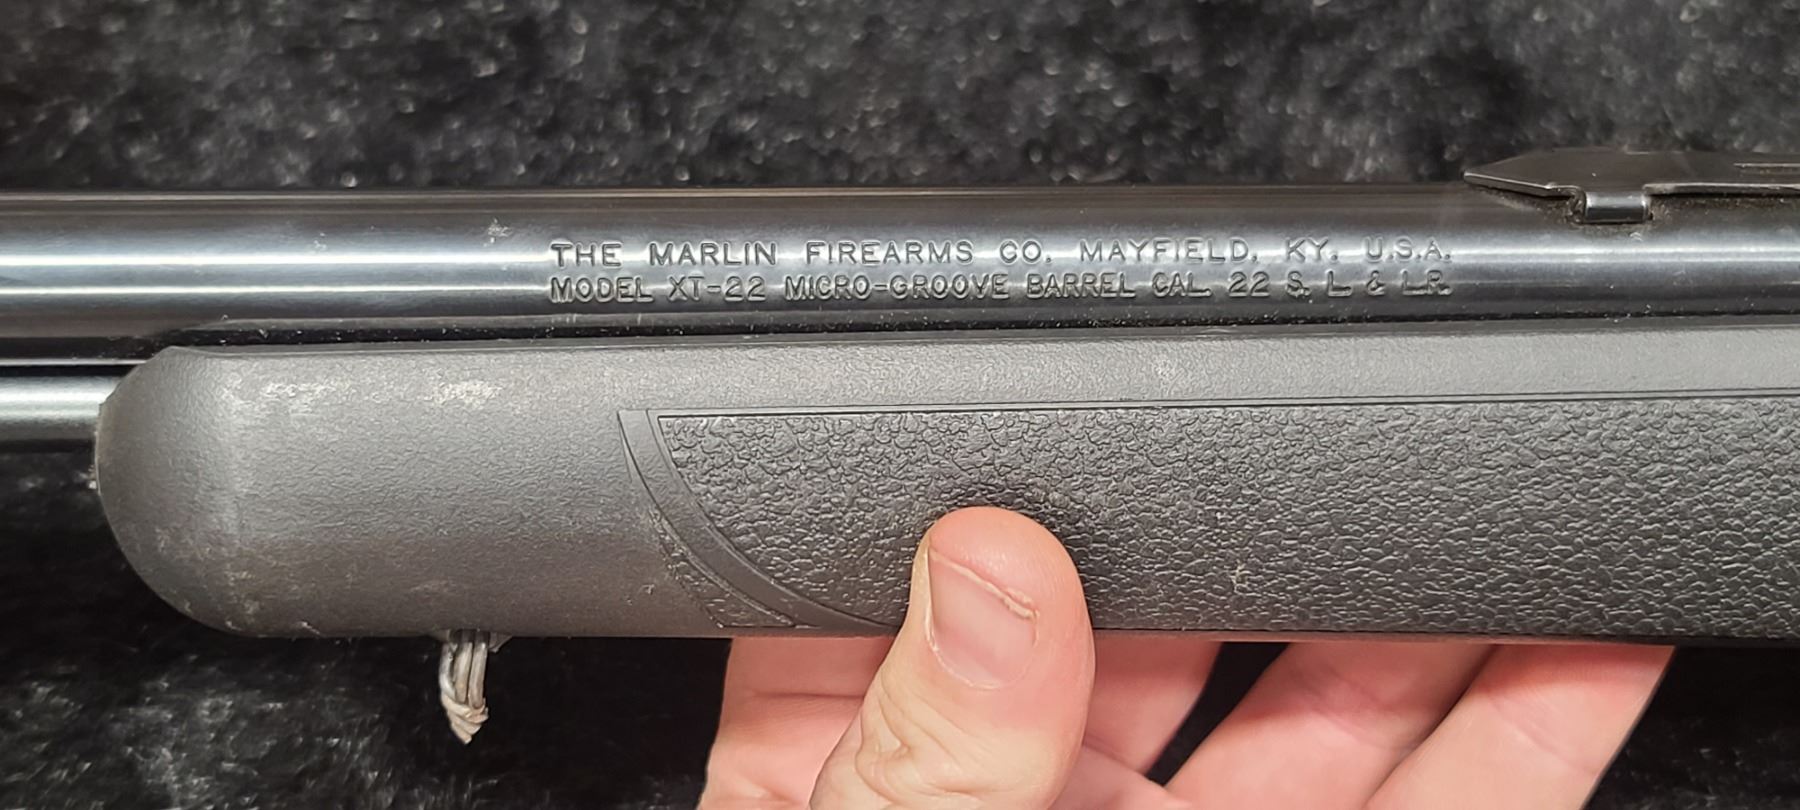 THE MARLIN FIREARMS CO. MAYFIELD, KY. U.S.A.
MODEL XT-22 MICRO-GROOVE BARREL CAL. 22 S. L. & L.R.